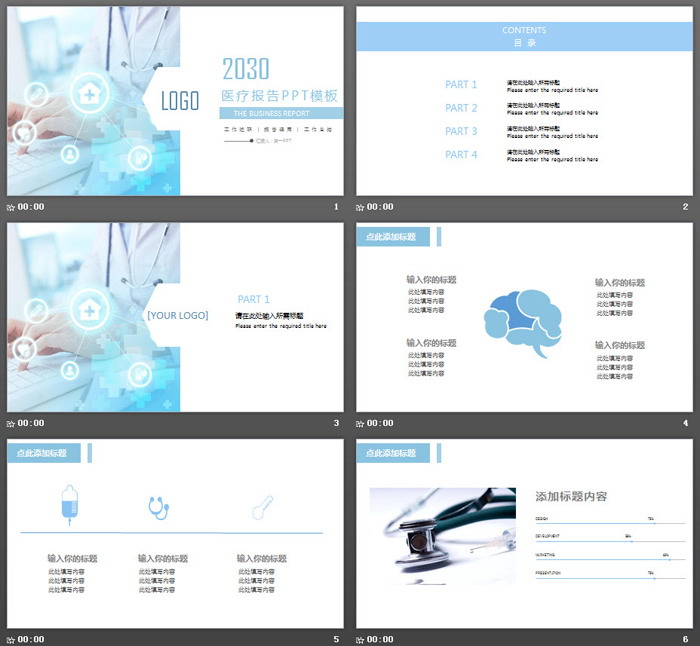 2030
医疗报告PPT模板
LOGO
THE BUSINESS REPORT
工作述职 | 报告通用 | 工作总结
00:00
1
CONTENTS
目 录
PART 1
请在此处输入所需标题
Please enter the required title here
PART 2
请在此处输入所需标题
Please enter the required title here
PART 3
请在此处输入所需标题
Please enter the required title here
PART 4
请在此处输入所需标题
Please enter the required title here
00:00
2
[YOUR LOGO]
PART 1
请在此处输入所需标题
Please enter the required title here
00:00
3
点此添加标题
输入你的标题
此处填写内容
此处填写内容
此处填写内容
输入你的标题
此处填写内容
此处填写内容
此处填写内容
输入你的标题
此处填写内容
此处填写内容
此处填写内容
输入你的标题
此处填写内容
此处填写内容
此处填写内容
00:00
4
点此添加标题
输入你的标题
此处填写内容
此处填写内容
此处填写内容
输入你的标题
此处填写内容
此处填写内容
此处填写内容
输入你的标题
此处填写内容
此处填写内容
此处填写内容
00:00
5
点此添加标题
添加标题内容
DESIGN
DEVELOPMENT
MARKETING
PRESENTATION
00:00
6